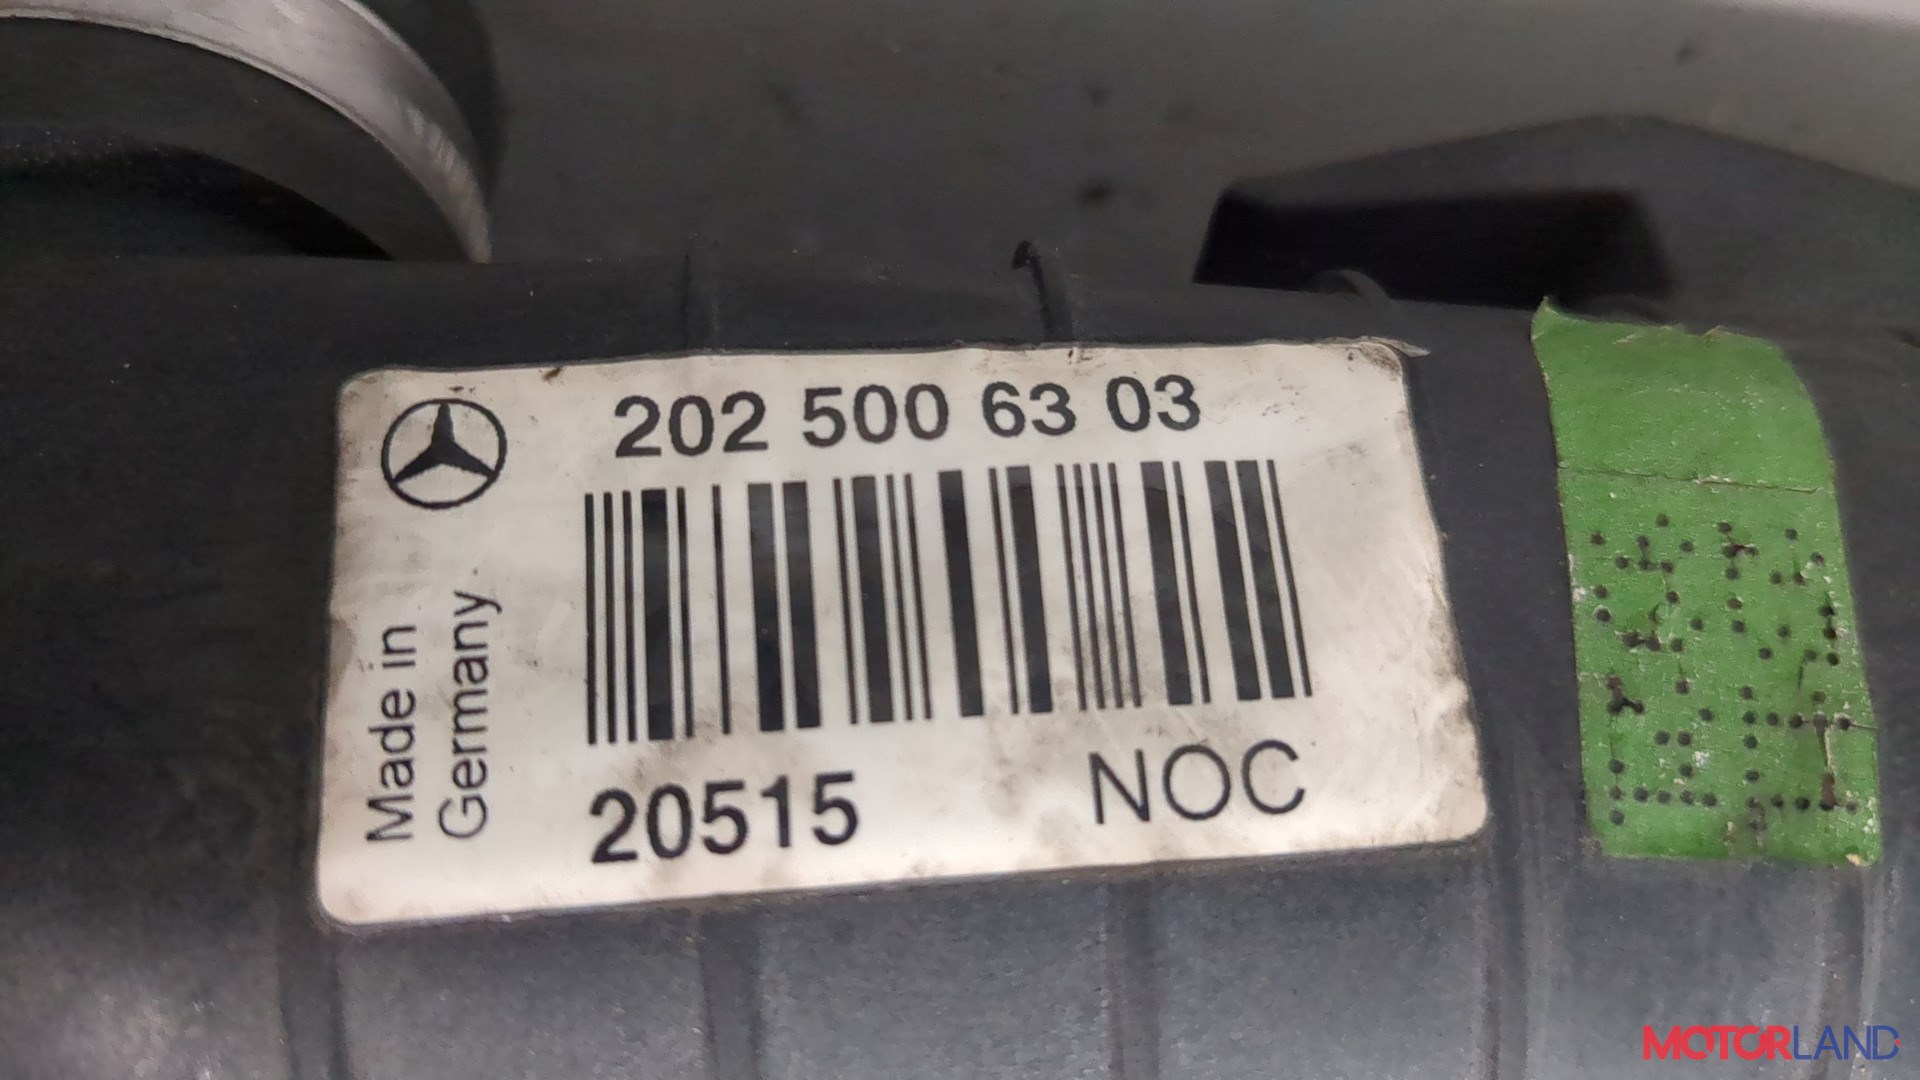 202 500 63 03
Made in
Germany
20515
NOC
MOTORLAND